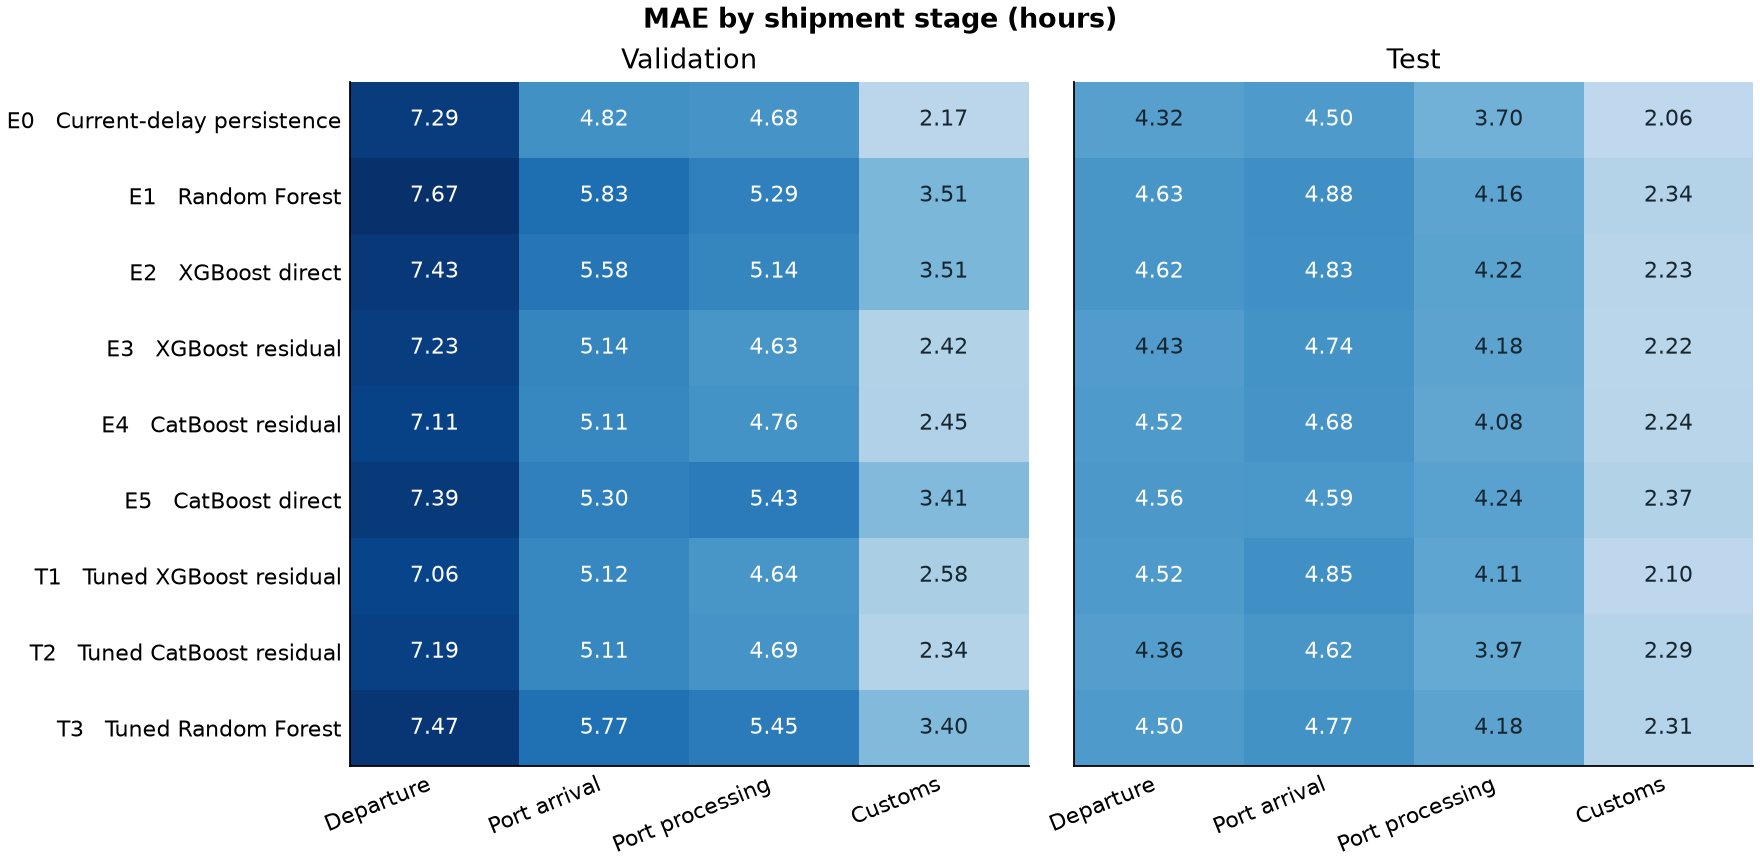 MAE by shipment stage (hours)
Validation Test
E0 Current-delay persistence 7.29 4.82 4.68 2.17 4.32 4.50 3.70 2.06
E1 Random Forest 7.67 5.83 5.29 3.51 4.63 4.88 4.16 2.34
E2 XGBoost direct 7.43 5.58 5.14 3.51 4.62 4.83 4.22 2.23
E3 XGBoost residual 7.23 5.14 4.63 2.42 4.43 4.74 4.18 2.22
E4 CatBoost residual 7.11 5.11 4.76 2.45 4.52 4.68 4.08 2.24
E5 CatBoost direct 7.39 5.30 5.43 3.41 4.56 4.59 4.24 2.37
T1 Tuned XGBoost residual 7.06 5.12 4.64 2.58 4.52 4.85 4.11 2.10
T2 Tuned CatBoost residual 7.19 5.11 4.69 2.34 4.36 4.62 3.97 2.29
T3 Tuned Random Forest 7.47 5.77 5.45 3.40 4.50 4.77 4.18 2.31
Departure Port arrival Port processing Customs Departure Port arrival Port processing Customs